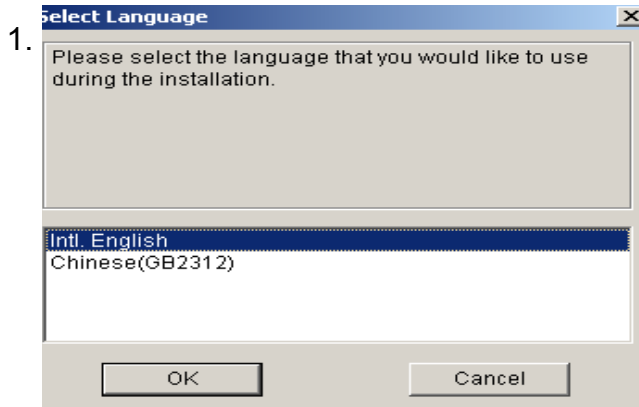 Select Language
1.
Please select the language that you would like to use
during the installation.
Intl. English
Chinese(GB2312)
OK
Cancel